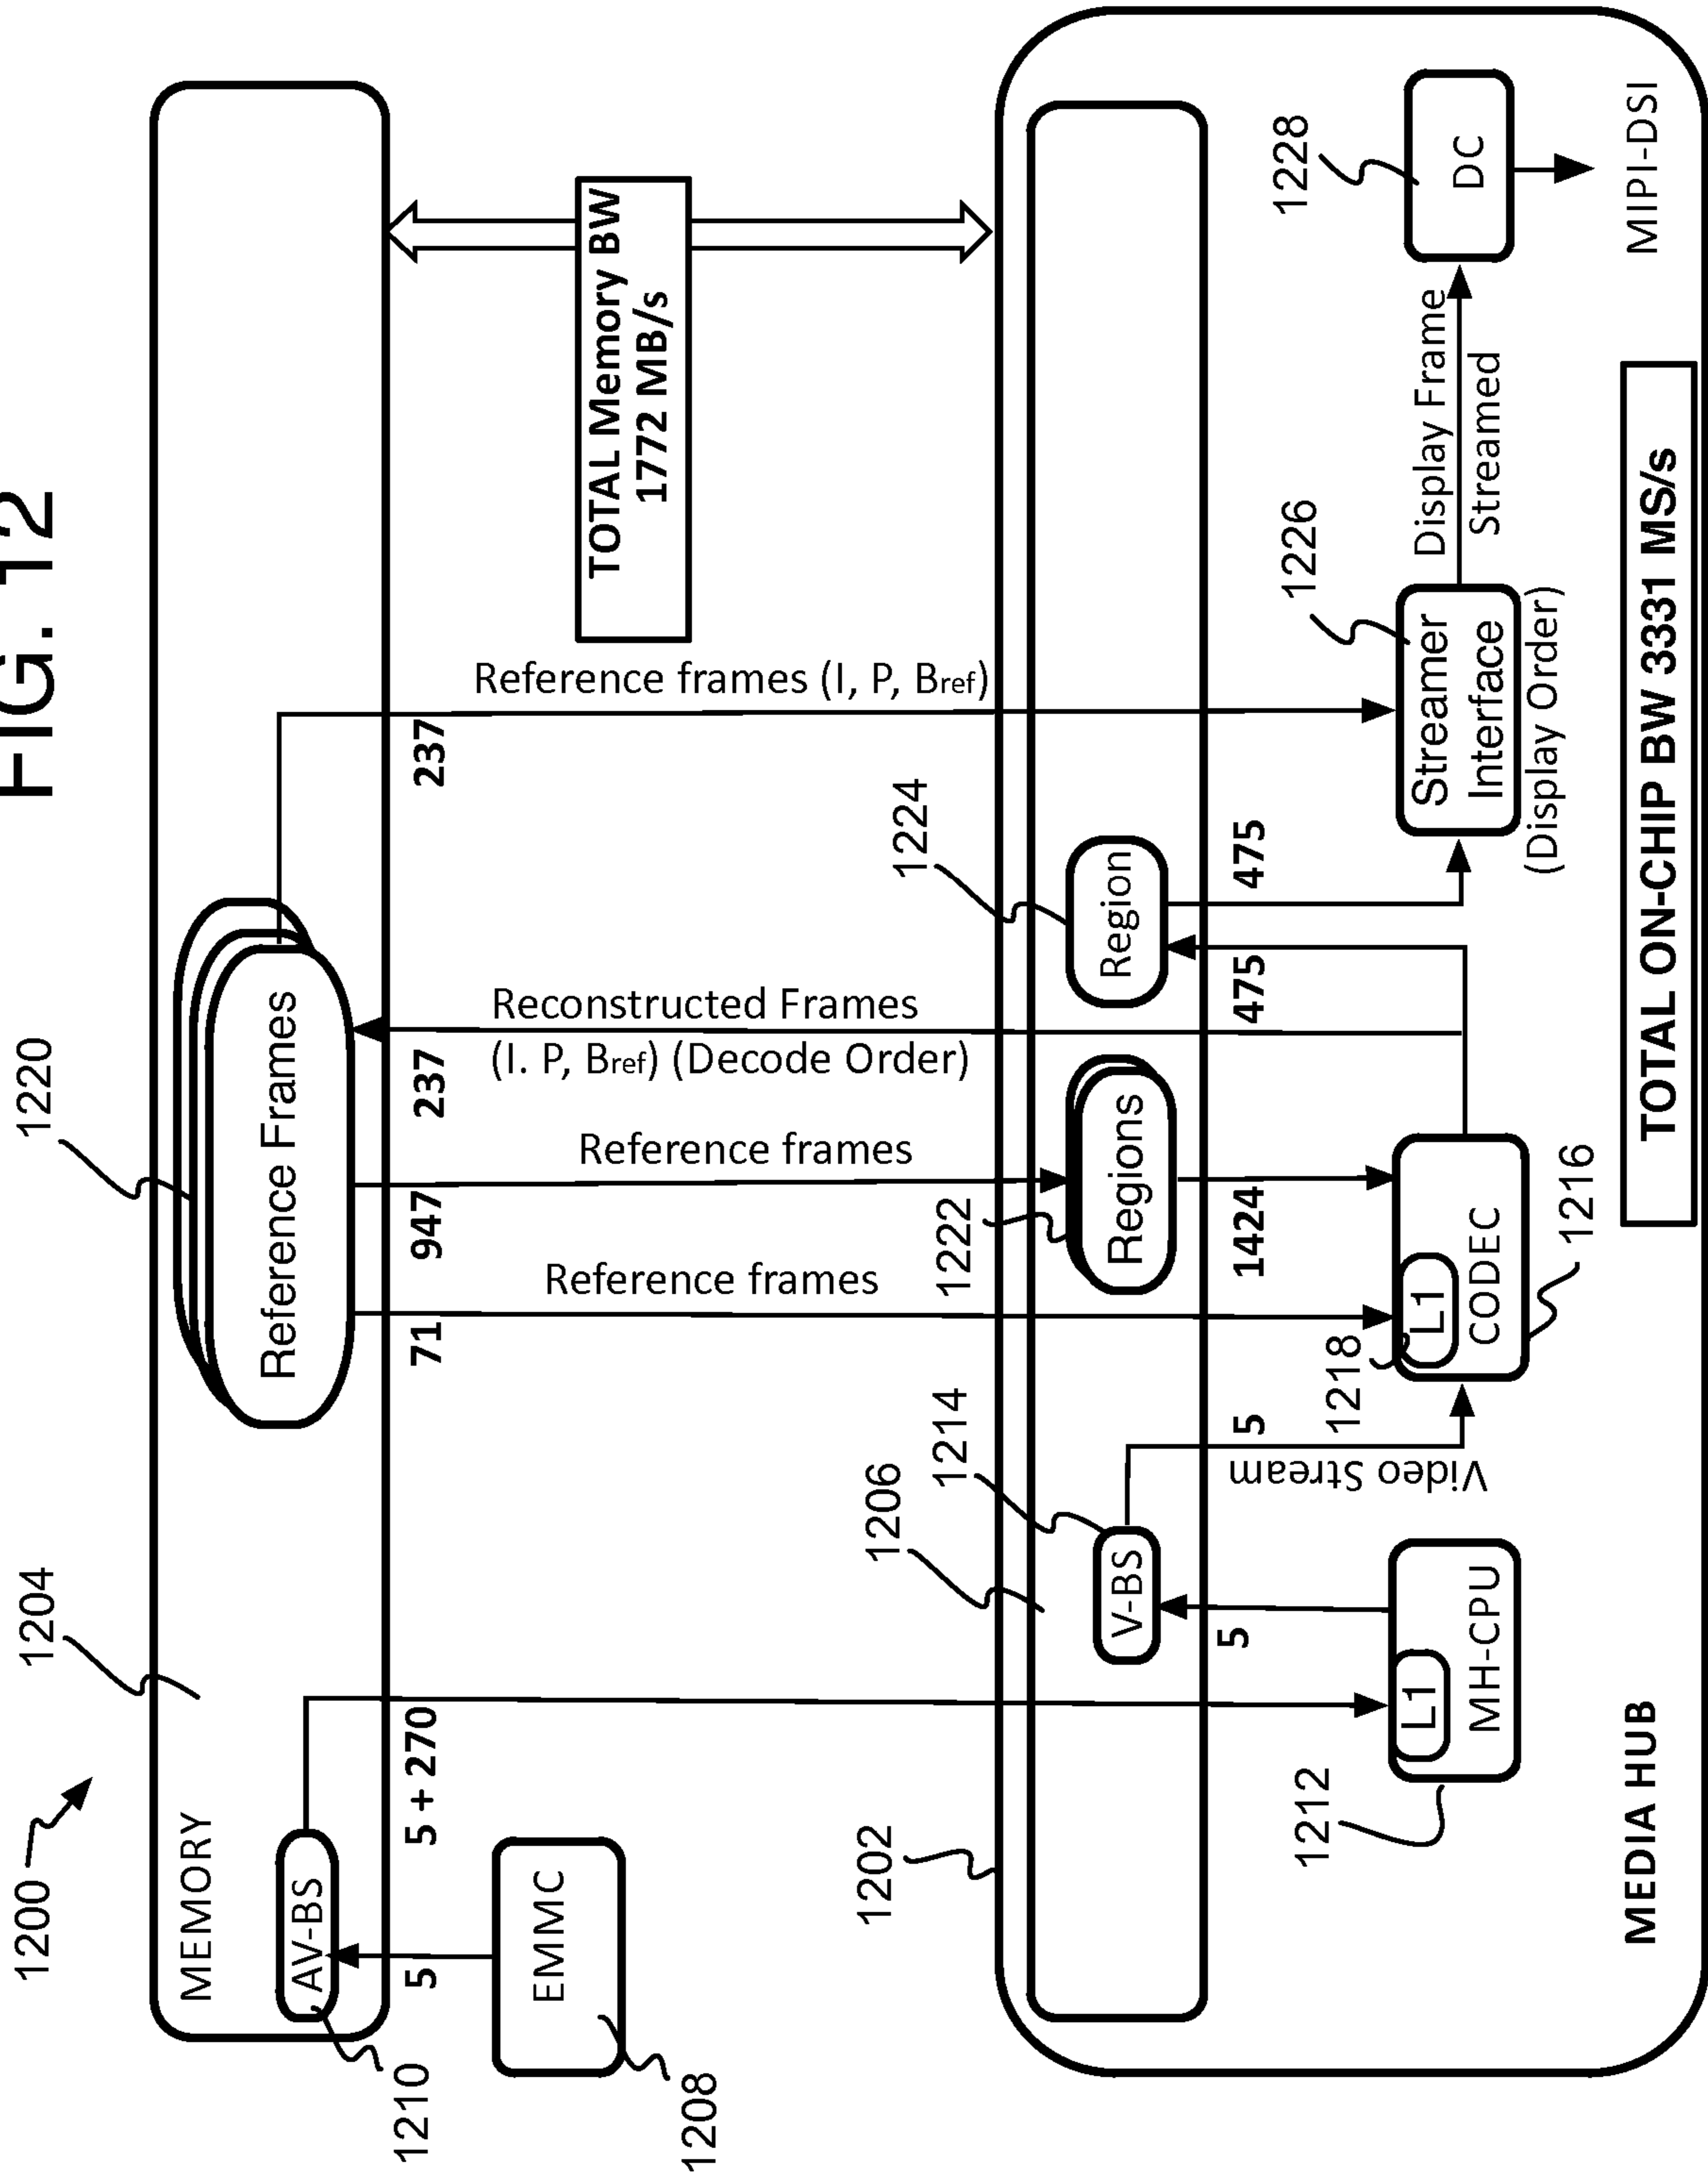 FIG. 12
1200
1204
1220
MEMORY
AV-BS
Reference Frames
1210
5
5 + 270
71
947
237
237
EMMC
1208
Reference frames
Reference frames
Reconstructed Frames
(I. P, Bref) (Decode Order)
Reference frames (I, P, Bref)
TOTAL Memory BW
1772 MB/s
1202
1206
1214
1222
1224
V-BS
Regions
Region
5
5
Video Stream
1424
475
475
1212
L1
MH-CPU
1218
L1
CODEC
1216
1226
Streamer
Interface
(Display Order)
Display Frame
Streamed
1228
DC
MIPI-DSI
MEDIA HUB
TOTAL ON-CHIP BW 3331 MS/s